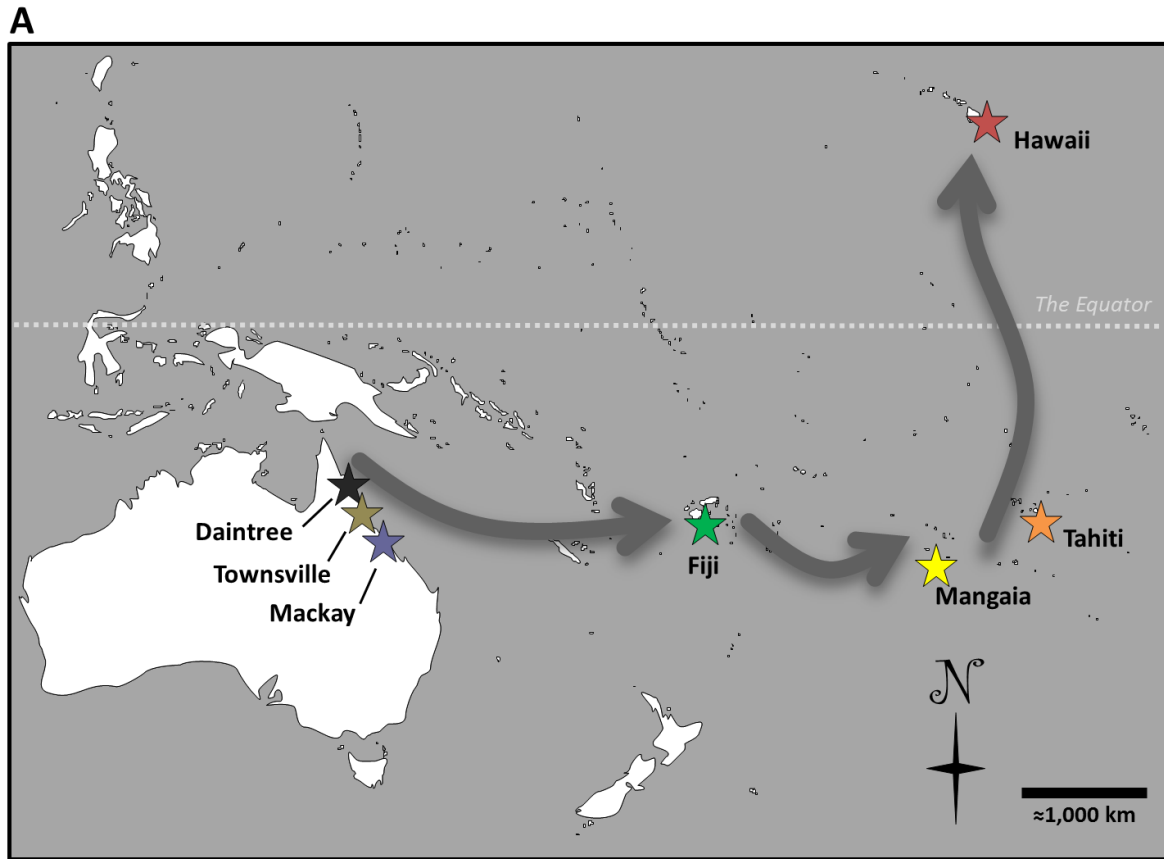 A
Hawaii
The Equator
Daintree
Townsville
Mackay
Fiji
Tahiti
Mangaia
N
≈1,000 km